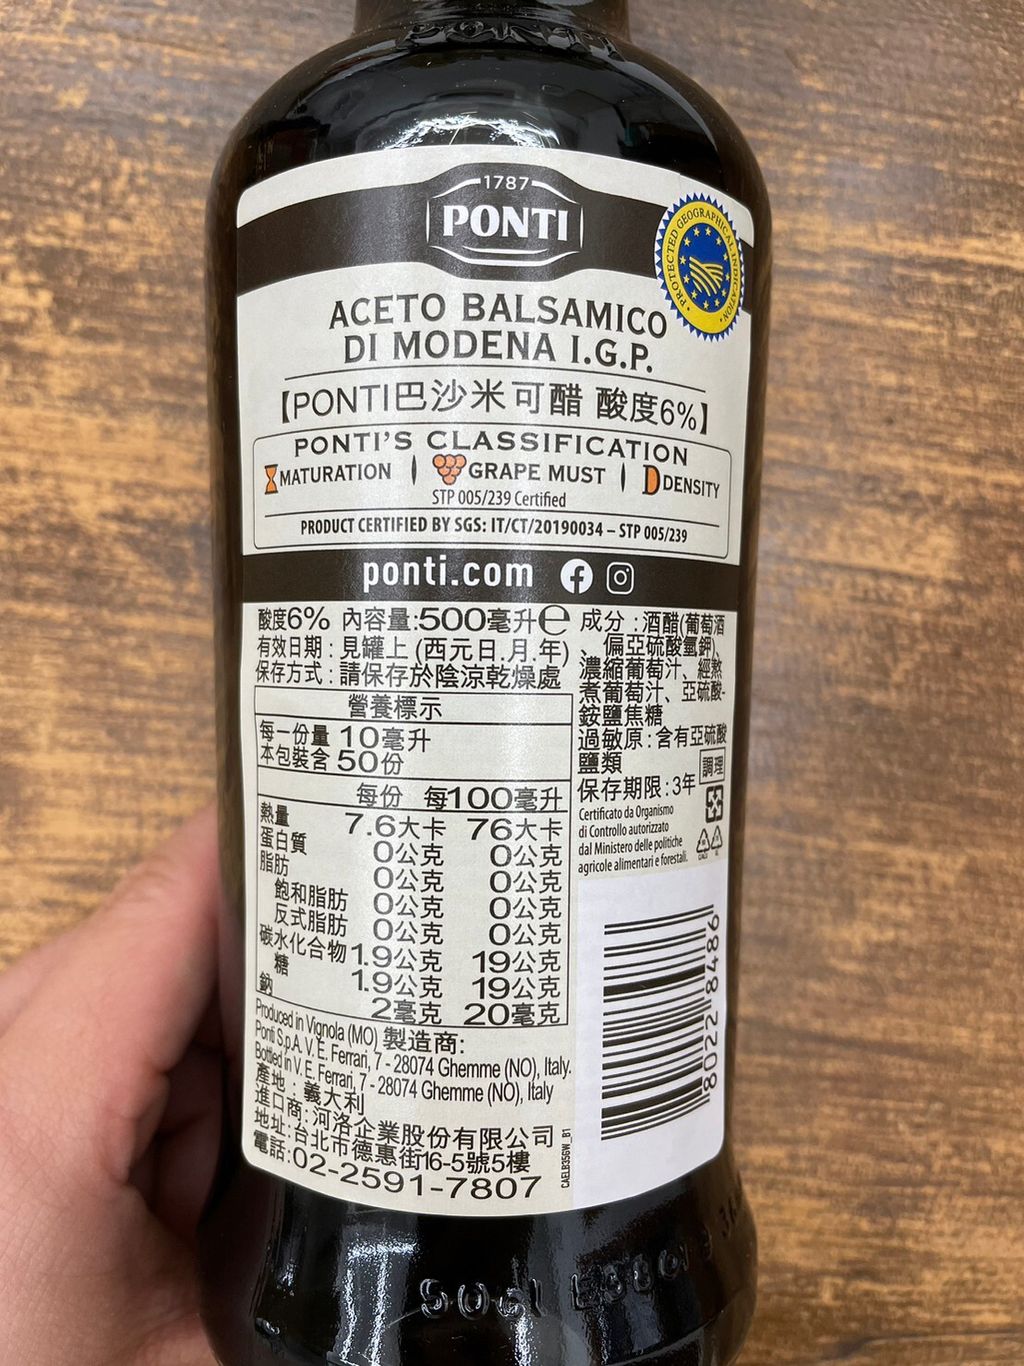 1787
PONTI
PROTECTED GEOGRAPHICAL INDICATION
ACETO BALSAMICO
DI MODENA I.G.P.
【PONTI巴沙米可醋 酸度6%】
PONTI'S CLASSIFICATION
MATURATION | GRAPE MUST | DENSITY
STP 005/239 Certified
PRODUCT CERTIFIED BY SGS: IT/CT/20190034 – STP 005/239
ponti.com
酸度6% 內容量:500毫升℮
有效日期:見罐上 (西元日.月.年)
保存方式:請保存於陰涼乾燥處
營養標示
每一份量 10毫升
本包裝含 50份
每份 每100毫升
熱量 7.6大卡 76大卡
蛋白質 0公克 0公克
脂肪 0公克 0公克
飽和脂肪 0公克 0公克
反式脂肪 0公克 0公克
碳水化合物 1.9公克 19公克
糖 1.9公克 19公克
鈉 2毫克 20毫克
Produced in Vignola (MO) 製造商:
Ponti S.p.A. V. E. Ferrari, 7 - 28074 Ghemme (NO), Italy.
Bottled in V. E. Ferrari, 7 - 28074 Ghemme (NO), Italy
產地:義大利
進口商:河洛企業股份有限公司
地址:台北市德惠街16-5號5樓
電話:02-2591-7807
成分:酒醋(葡萄酒
、偏亞硫酸氫鉀)、
濃縮葡萄汁、經熬
煮葡萄汁、亞硫酸-
銨鹽焦糖
過敏原:含有亞硫酸
鹽類
調理
保存期限:3年
Certificato da Organismo
di Controllo autorizzato
dal Ministero delle politiche
agricole alimentari e forestali.
CAELB356W_B1
8022 8486